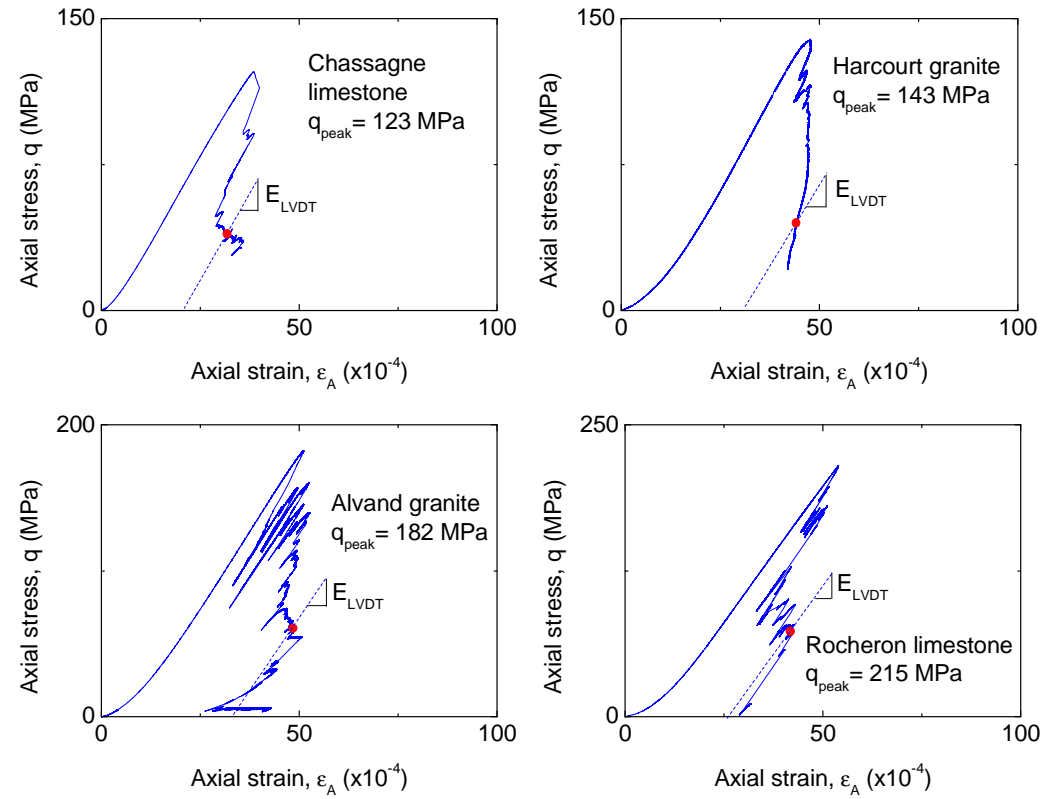 150
Chassagne
limestone
q_peak= 123 MPa
E_LVDT
Axial stress, q (MPa)
0
0
50
100
Axial strain, ε_A (x10^-4)
150
Harcourt granite
q_peak= 143 MPa
E_LVDT
Axial stress, q (MPa)
0
0
50
100
Axial strain, ε_A (x10^-4)
200
Alvand granite
q_peak= 182 MPa
E_LVDT
Axial stress, q (MPa)
0
0
50
100
Axial strain, ε_A (x10^-4)
250
E_LVDT
Rocheron limestone
q_peak= 215 MPa
Axial stress, q (MPa)
0
0
50
100
Axial strain, ε_A (x10^-4)